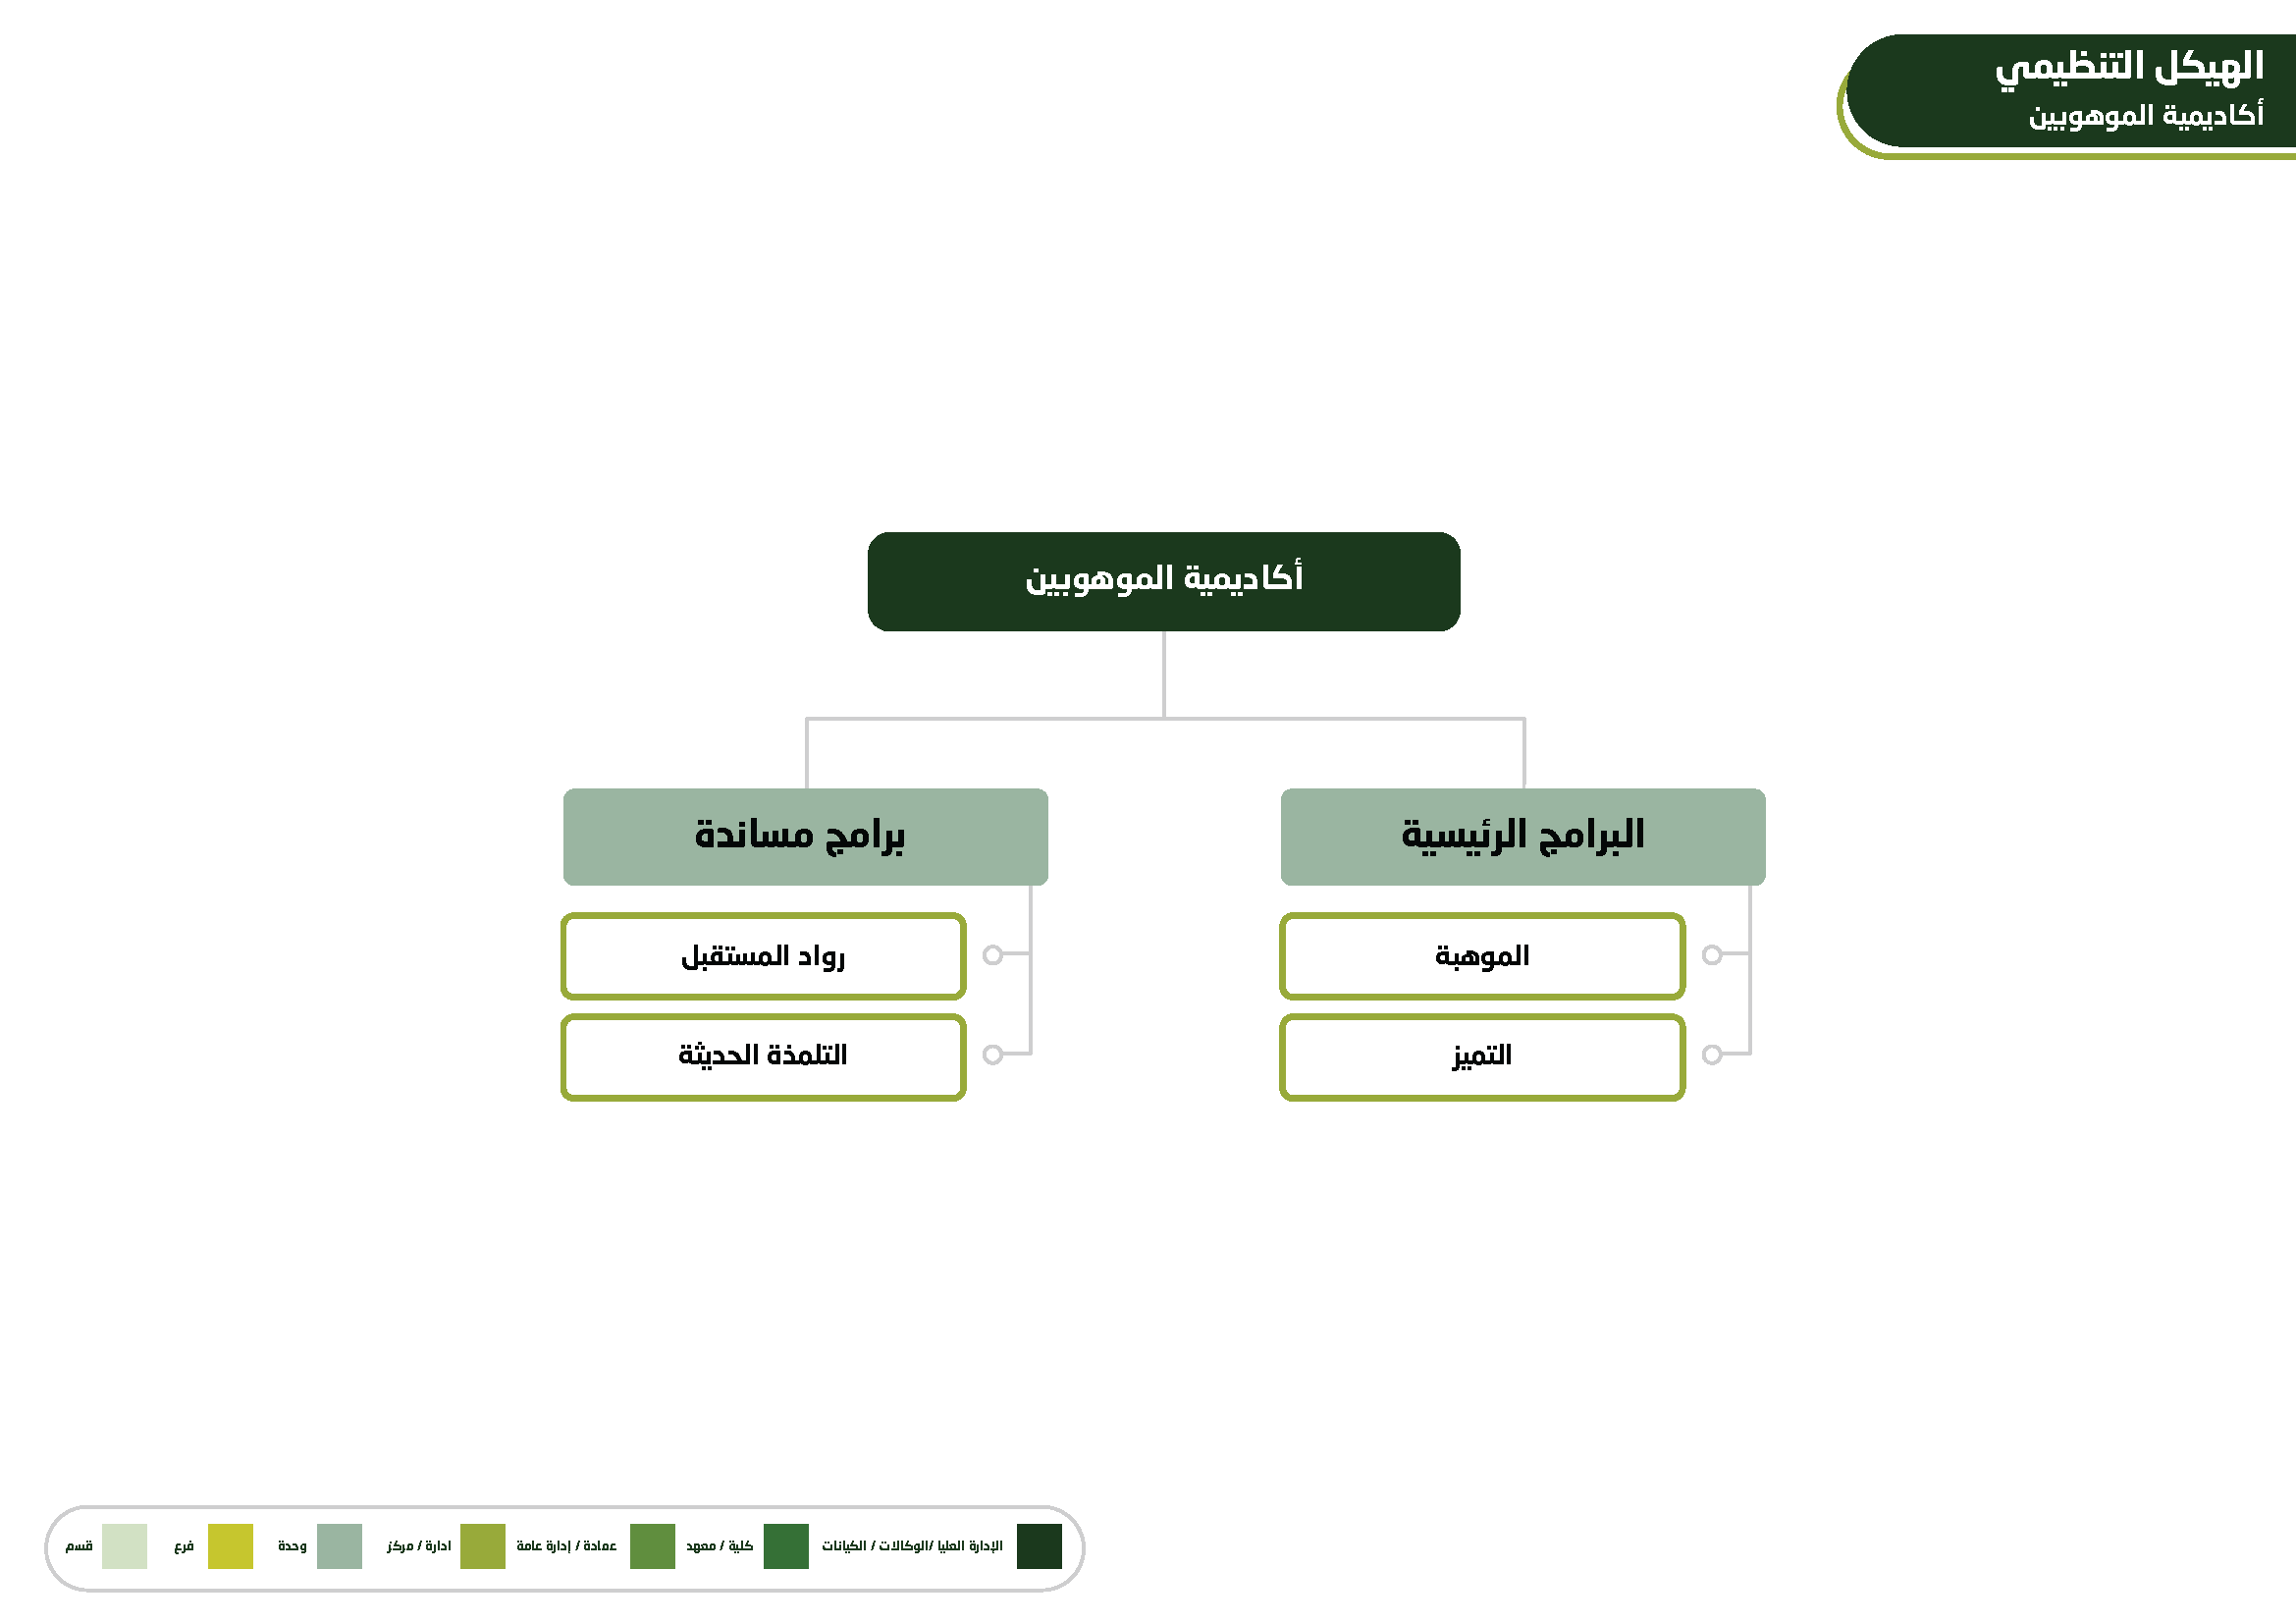 الهيكل التنظيمي
أكاديمية الموهوبين
أكاديمية الموهوبين
البرامج الرئيسية
الموهبة
التميز
برامج مساندة
رواد المستقبل
التلمذة الحديثة
الإدارة العليا /الوكالات / الكيانات
كلية / معهد
عمادة / إدارة عامة
ادارة / مركز
وحدة
فرع
قسم